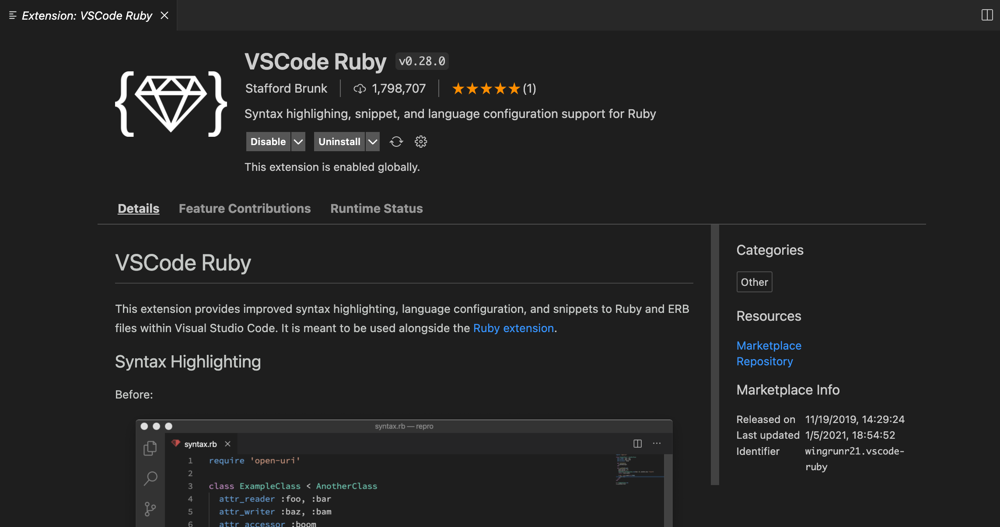 Extension: VSCode Ruby
VSCode Ruby v0.28.0
Stafford Brunk 1,798,707 (1)
Syntax highlighing, snippet, and language configuration support for Ruby
Disable Uninstall
This extension is enabled globally.
Details Feature Contributions Runtime Status
VSCode Ruby
This extension provides improved syntax highlighting, language configuration, and snippets to Ruby and ERB
files within Visual Studio Code. It is meant to be used alongside the Ruby extension.
Syntax Highlighting
Before:
syntax.rb — repro
syntax.rb
1 require 'open-uri'
2
3 class ExampleClass < AnotherClass
4 attr_reader :foo, :bar
5 attr_writer :baz, :bam
6 attr_accessor :boom
Categories
Other
Resources
Marketplace
Repository
Marketplace Info
Released on 11/19/2019, 14:29:24
Last updated 1/5/2021, 18:54:52
Identifier wingrunr21.vscode-
ruby